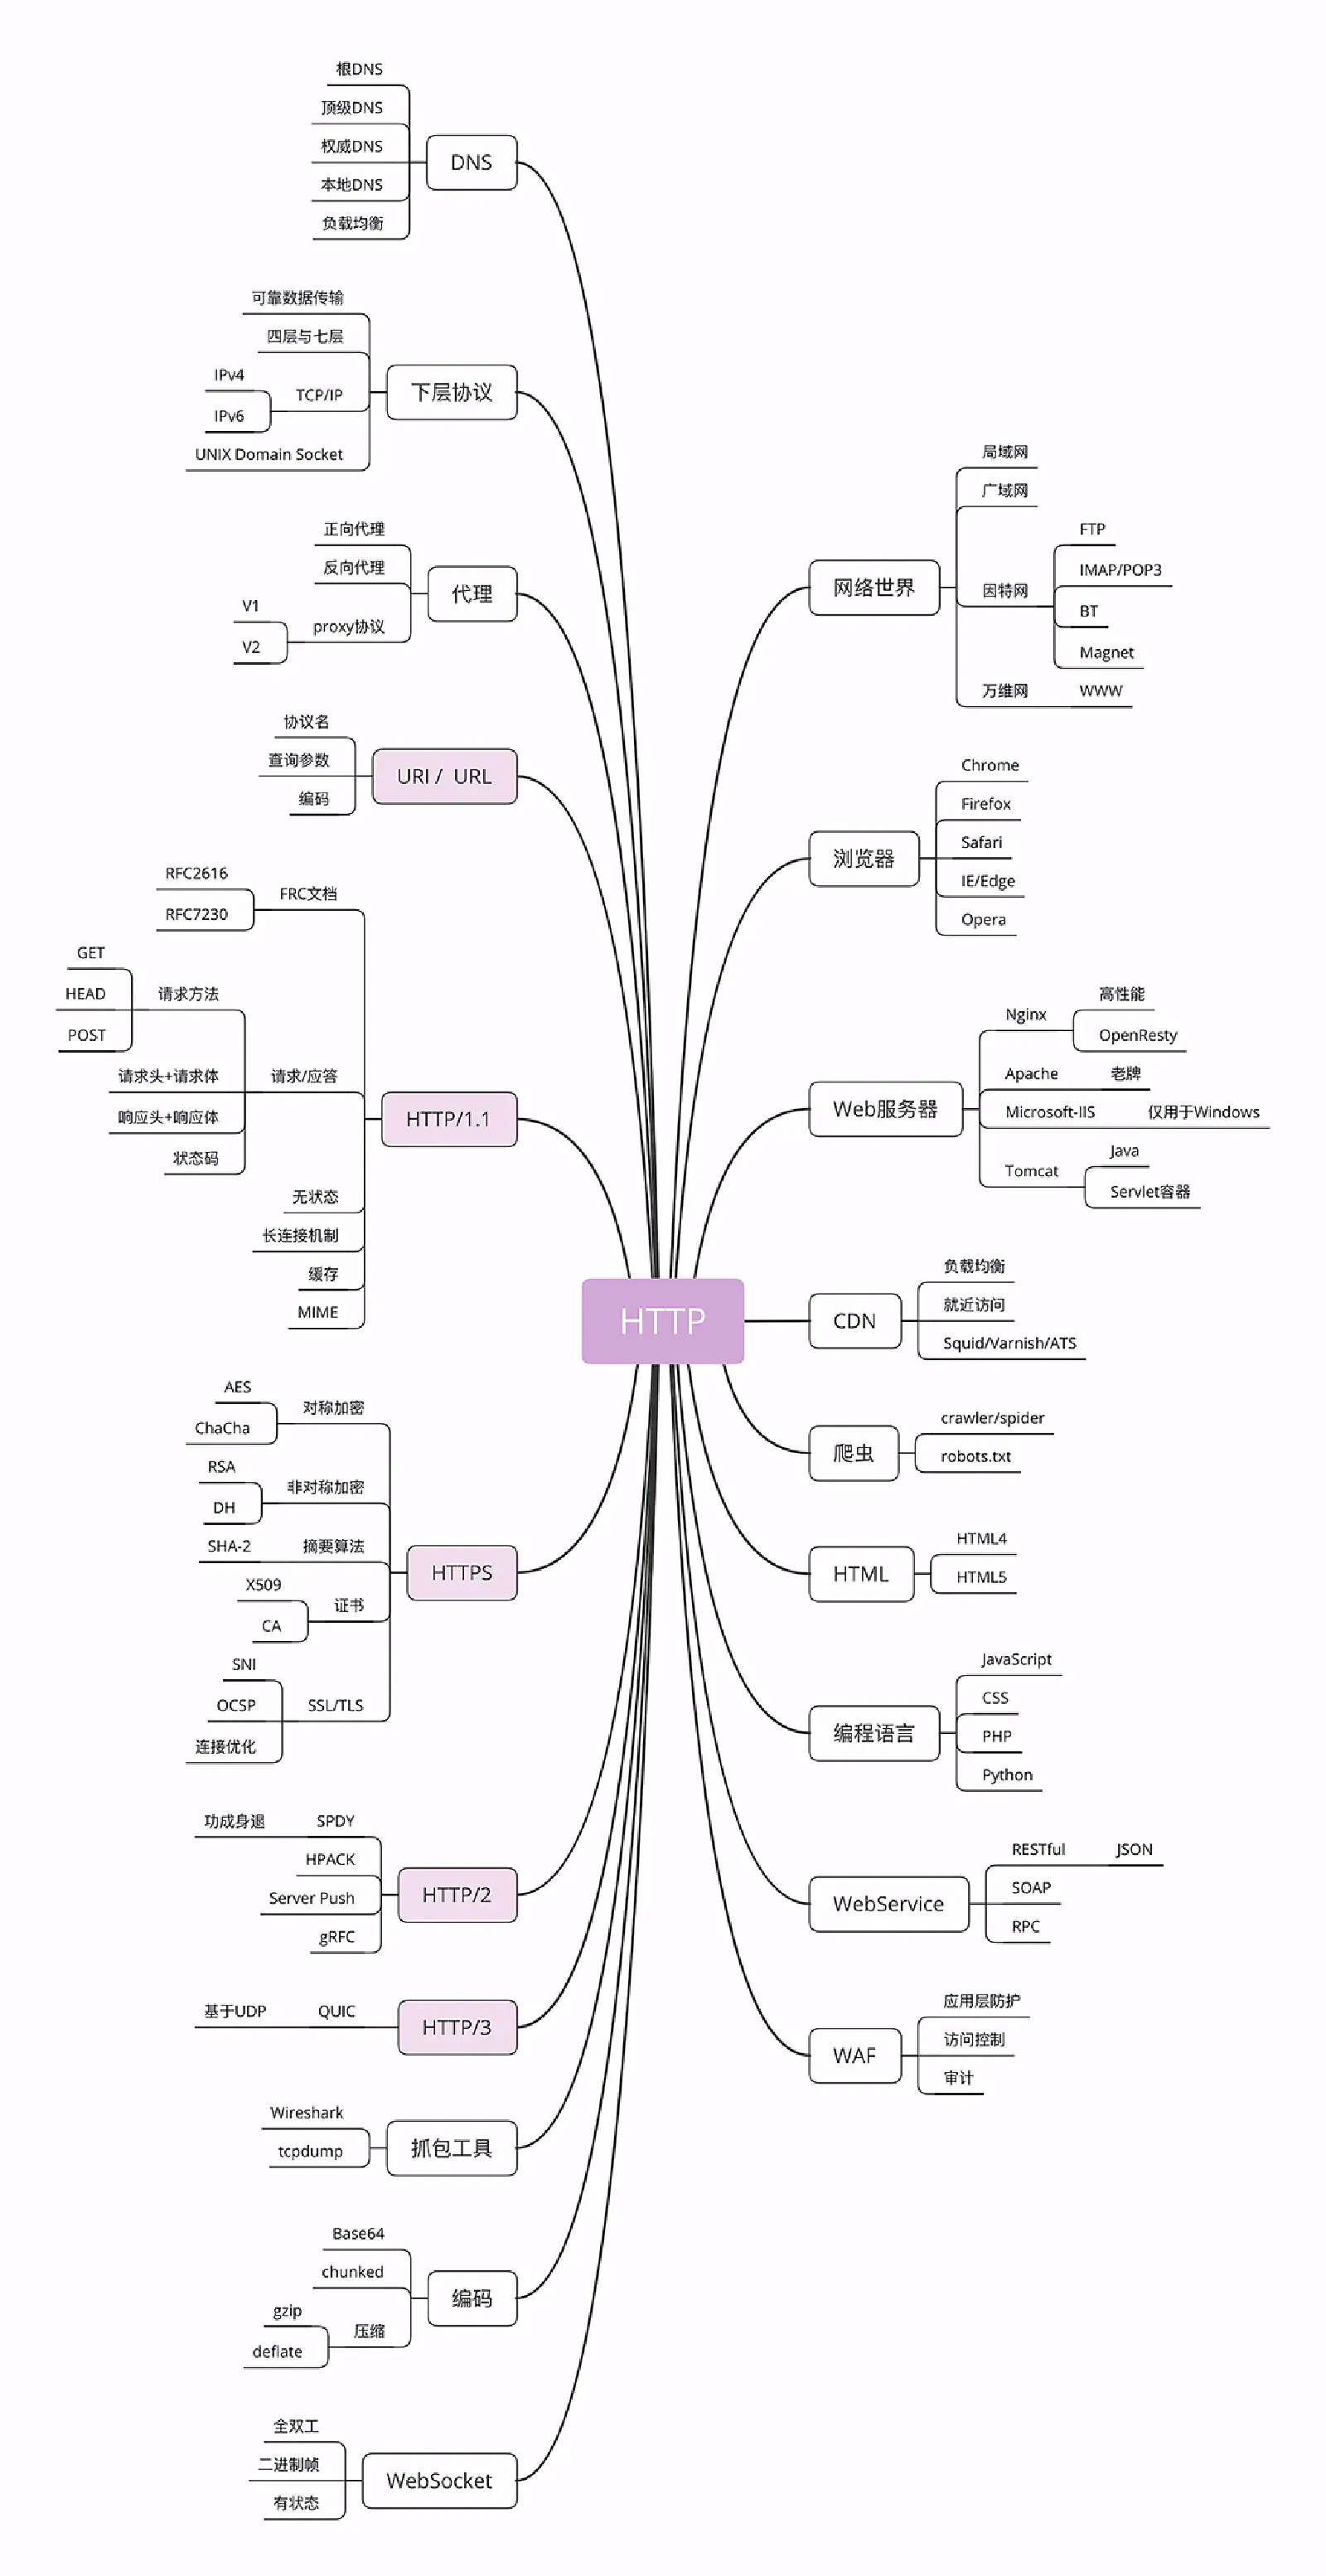 根DNS
顶级DNS
权威DNS
本地DNS
负载均衡
DNS
可靠数据传输
四层与七层
IPv4
IPv6
TCP/IP
UNIX Domain Socket
下层协议
正向代理
反向代理
V1
V2
proxy协议
代理
协议名
查询参数
编码
URI / URL
RFC2616
RFC7230
FRC文档
GET
HEAD
POST
请求方法
请求头+请求体
响应头+响应体
状态码
请求/应答
无状态
长连接机制
缓存
MIME
HTTP/1.1
AES
ChaCha
对称加密
RSA
DH
非对称加密
SHA-2
摘要算法
X509
CA
证书
SNI
OCSP
连接优化
SSL/TLS
HTTPS
功成身退
SPDY
HPACK
Server Push
gRFC
HTTP/2
基于UDP
QUIC
HTTP/3
Wireshark
tcpdump
抓包工具
Base64
chunked
gzip
deflate
压缩
编码
全双工
二进制帧
有状态
WebSocket
HTTP
网络世界
局域网
广域网
因特网
FTP
IMAP/POP3
BT
Magnet
万维网
WWW
浏览器
Chrome
Firefox
Safari
IE/Edge
Opera
Web服务器
Nginx
高性能
OpenResty
Apache
老牌
Microsoft-IIS
仅用于Windows
Tomcat
Java
Servlet容器
CDN
负载均衡
就近访问
Squid/Varnish/ATS
爬虫
crawler/spider
robots.txt
HTML
HTML4
HTML5
编程语言
JavaScript
CSS
PHP
Python
WebService
RESTful
JSON
SOAP
RPC
WAF
应用层防护
访问控制
审计